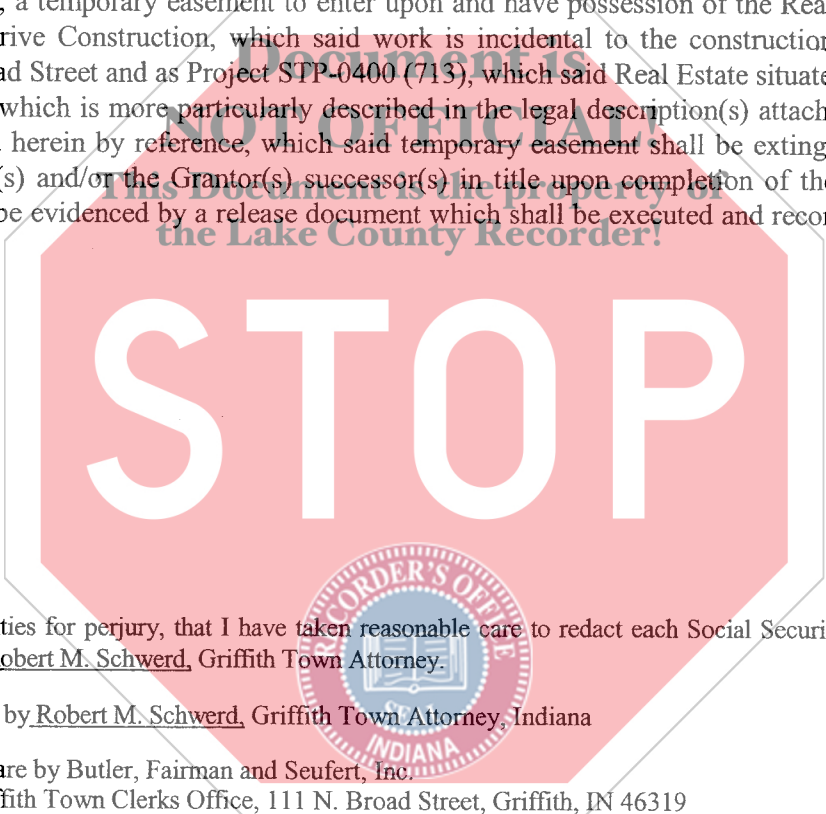 , a temporary easement to enter upon and have possession of the Rea
rive Construction, which said work is incidental to the construction
ad Street and as Project STP-0400 (713), which said Real Estate situate
which is more particularly described in the legal description(s) attach
herein by reference, which said temporary easement shall be exting
(s) and/or the Grantor(s) successor(s) in title upon completion of the
be evidenced by a release document which shall be executed and recor
Document is
NOT OFFICIAL!
This Document is the property of
the Lake County Recorder!
STOP
RECORDER'S OFFICE
SEAL
INDIANA
ties for perjury, that I have taken reasonable care to redact each Social Securi
obert M. Schwerd, Griffith Town Attorney.
by Robert M. Schwerd, Griffith Town Attorney, Indiana
are by Butler, Fairman and Seufert, Inc.
ffith Town Clerks Office, 111 N. Broad Street, Griffith, IN 46319